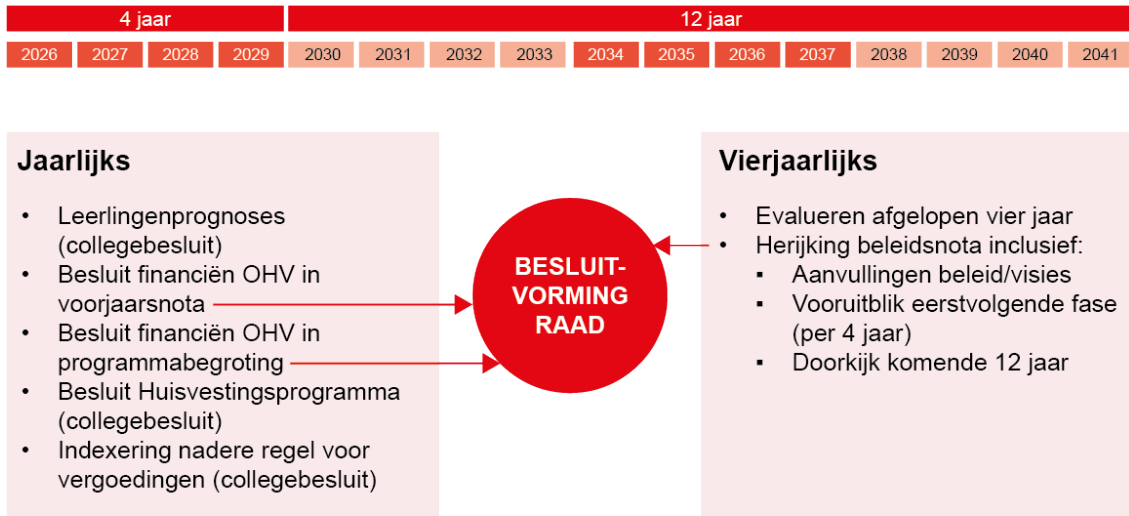 4 jaar 12 jaar
2026 2027 2028 2029 2030 2031 2032 2033 2034 2035 2036 2037 2038 2039 2040 2041
Jaarlijks
• Leerlingenprognoses
(collegebesluit)
• Besluit financiën OHV in
voorjaarsnota
• Besluit financiën OHV in
programmabegroting
• Besluit Huisvestingsprogramma
(collegebesluit)
• Indexering nadere regel voor
vergoedingen (collegebesluit)
BESLUIT-
VORMING
RAAD
Vierjaarlijks
• Evalueren afgelopen vier jaar
• Herijking beleidsnota inclusief:
▪ Aanvullingen beleid/visies
▪ Vooruitblik eerstvolgende fase
(per 4 jaar)
▪ Doorkijk komende 12 jaar